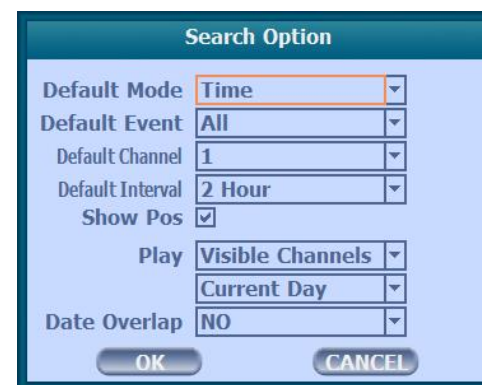 Search Option
Default Mode Time
Default Event All
Default Channel 1
Default Interval 2 Hour
Show Pos
Play Visible Channels
Current Day
Date Overlap NO
OK CANCEL